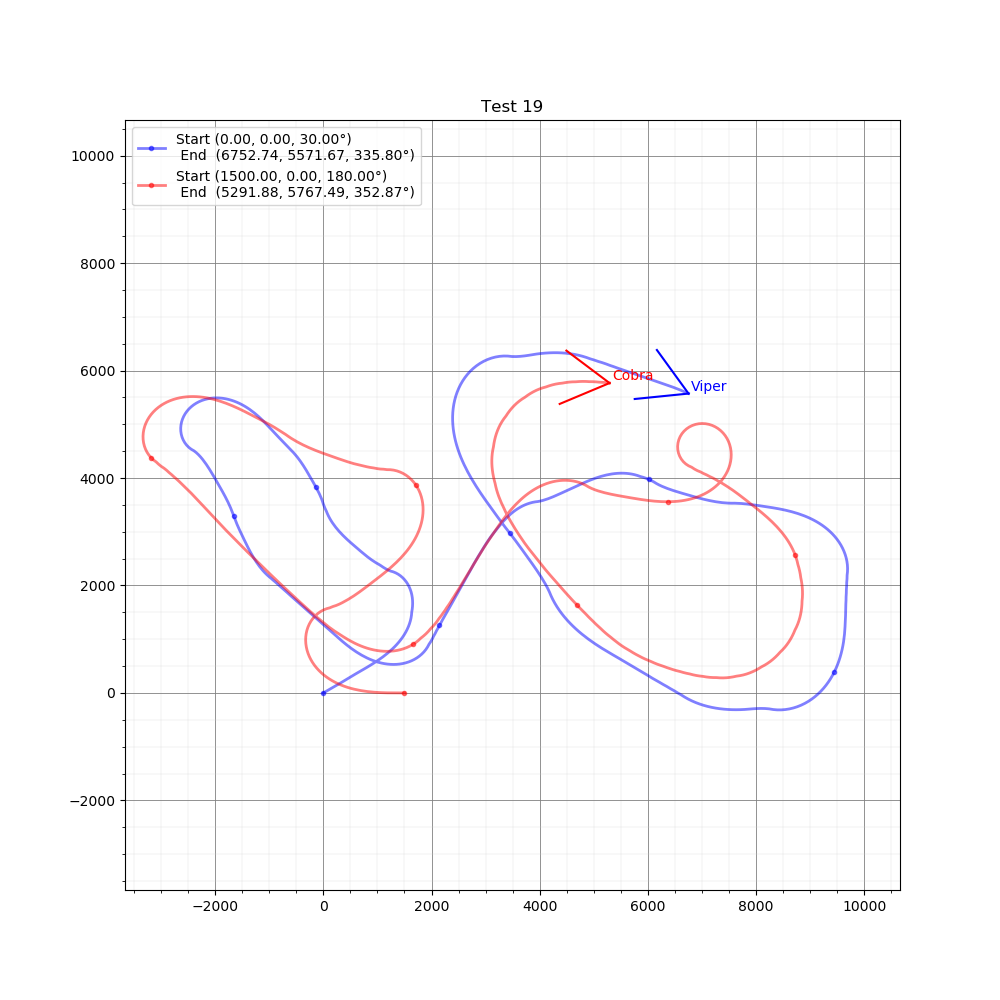 Test 19
Start (0.00, 0.00, 30.00°)
End (6752.74, 5571.67, 335.80°)
Start (1500.00, 0.00, 180.00°)
End (5291.88, 5767.49, 352.87°)
10000
8000
6000
4000
2000
0
−2000
Cobra
Viper
−2000
0
2000
4000
6000
8000
10000